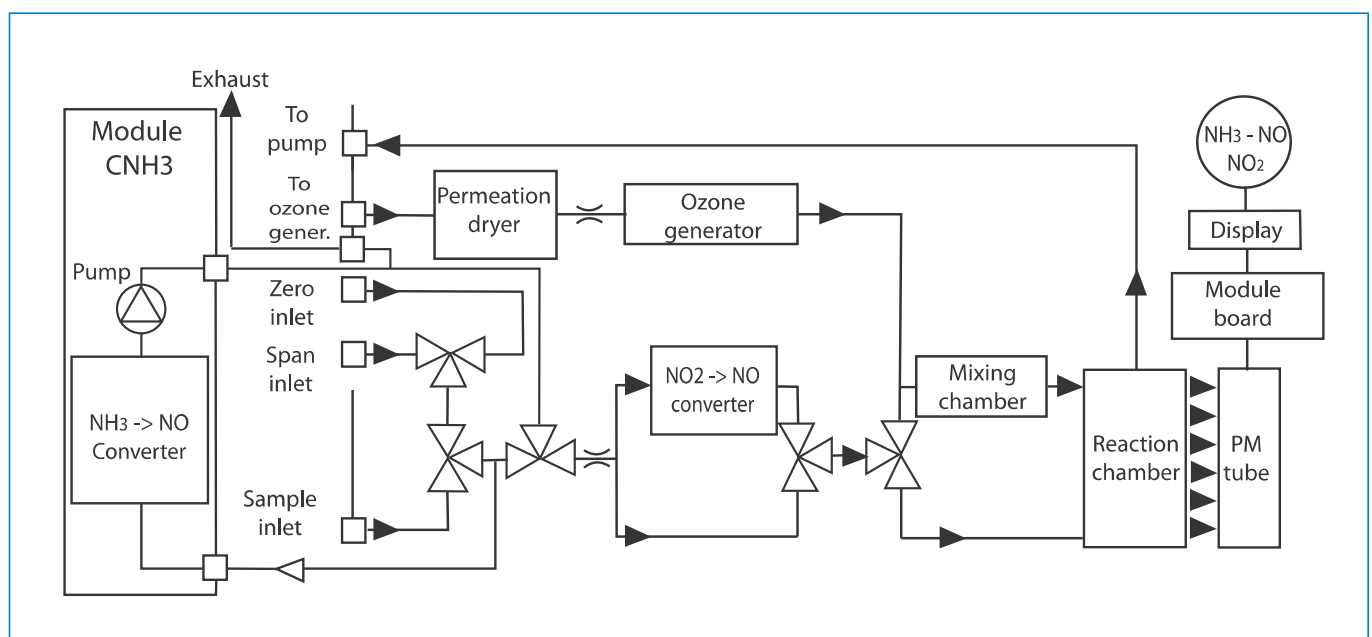 Exhaust
Module
CNH3
To
pump
To
ozone
gener.
Permeation
dryer
Ozone
generator
NH3 - NO
NO2
Display
Module
board
Pump
Zero
inlet
Span
inlet
NH3 -> NO
Converter
NO2 -> NO
converter
Mixing
chamber
Reaction
chamber
PM
tube
Sample
inlet